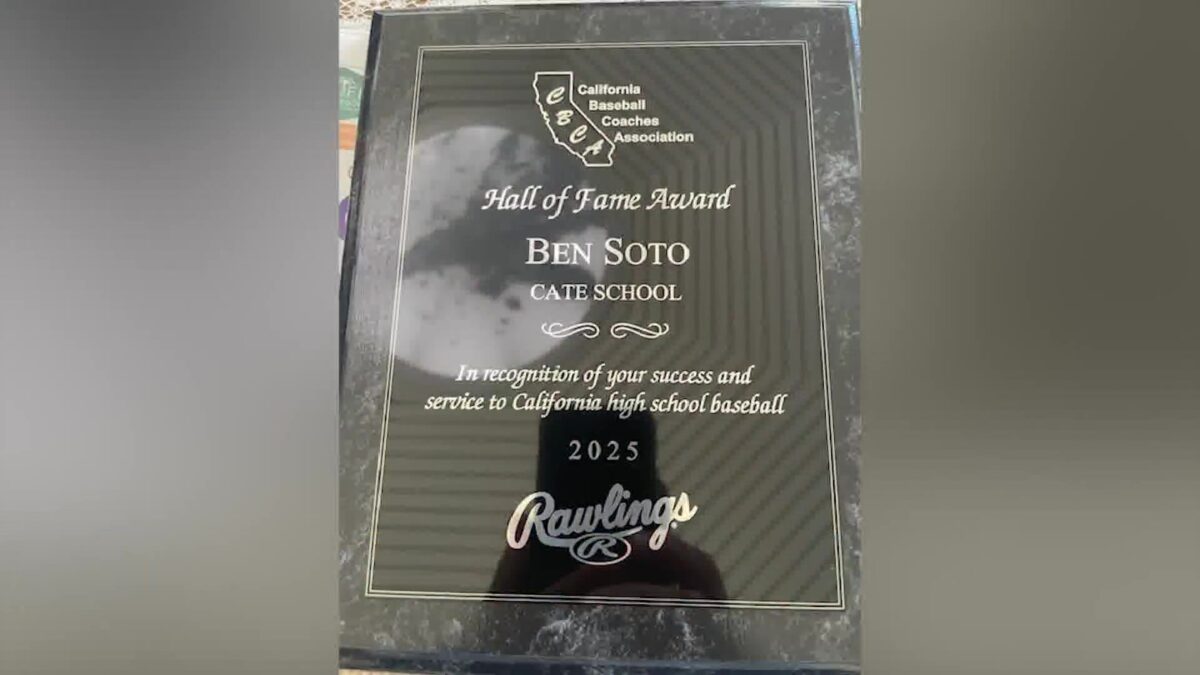 California
Baseball
Coaches
Association
CBCA
Hall of Fame Award
BEN SOTO
CATE SCHOOL
In recognition of your success and
service to California high school baseball
2025
Rawlings
R